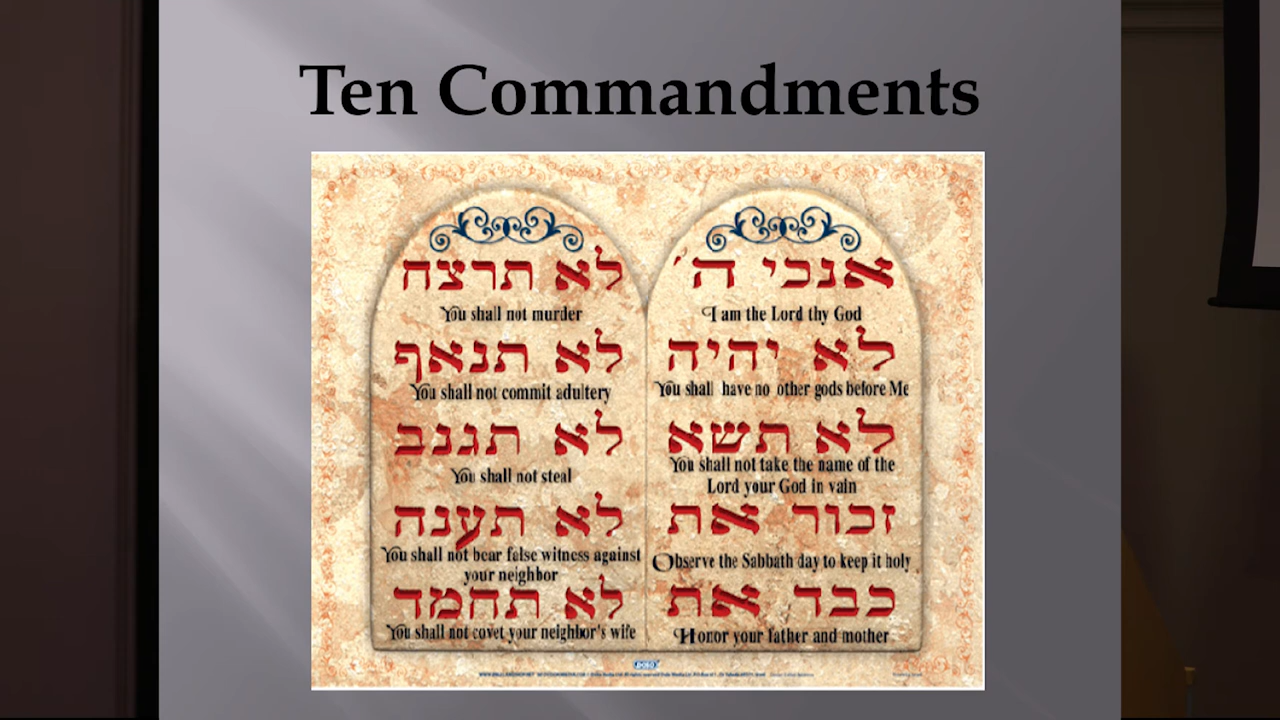 Ten Commandments
אנכי ה׳
I am the Lord thy God
לא יהיה
You shall have no other gods before Me
לא תשא
You shall not take the name of the
Lord your God in vain
זכור את
Observe the Sabbath day to keep it holy
כבד את
Honor your father and mother
לא תרצח
You shall not murder
לא תנאף
You shall not commit adultery
לא תגנב
You shall not steal
לא תענה
You shall not bear false witness against
your neighbor
לא תחמד
You shall not covet your neighbor's wife